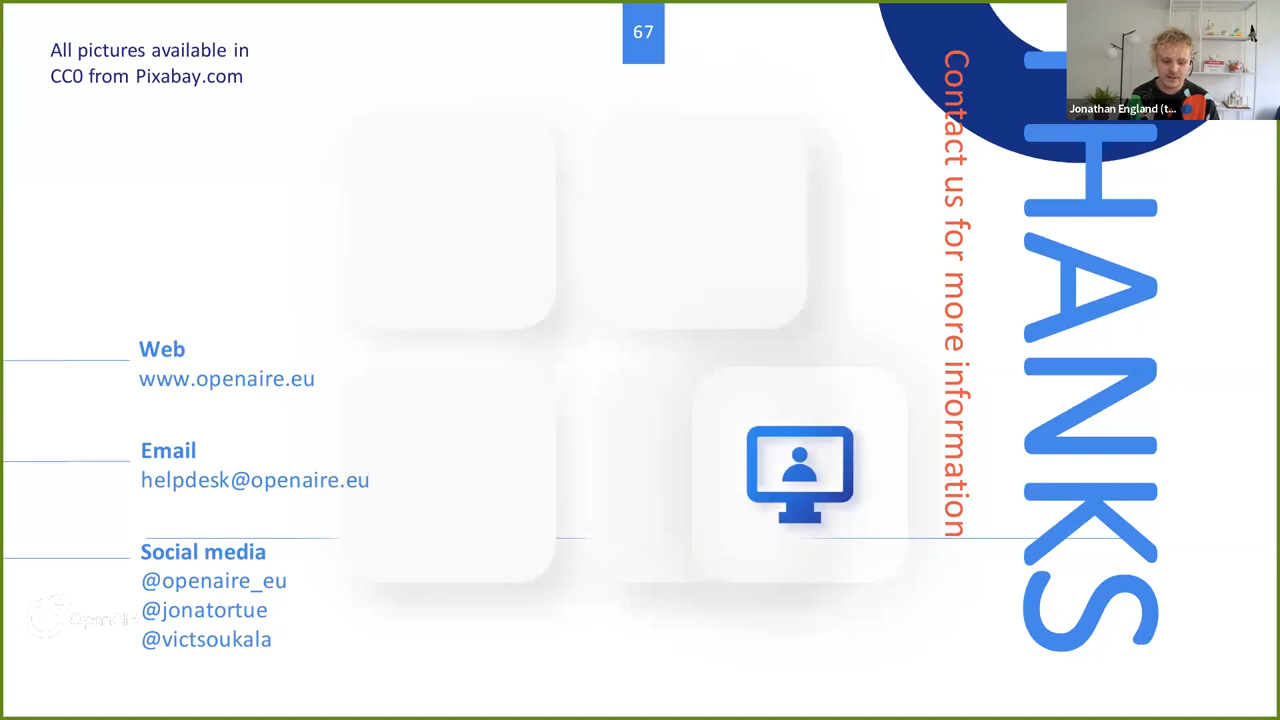 All pictures available in
CC0 from Pixabay.com
67
Jonathan England (t...
Contact us for more information
THANKS
Web
www.openaire.eu
Email
helpdesk@openaire.eu
Social media
@openaire_eu
@jonatortue
@victsoukala
OpenAIRE